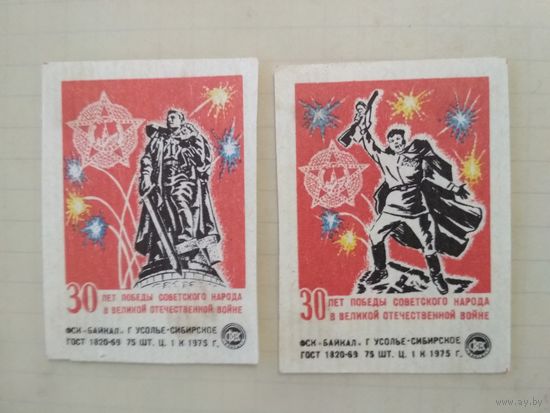 30 ЛЕТ ПОБЕДЫ СОВЕТСКОГО НАРОДА
В ВЕЛИКОЙ ОТЕЧЕСТВЕННОЙ ВОЙНЕ
ФСК «БАЙКАЛ» Г УСОЛЬЕ-СИБИРСКОЕ
ГОСТ 1820-69 75 ШТ. Ц. 1 К 1975 Г.
30 ЛЕТ ПОБЕДЫ СОВЕТСКОГО НАРОДА
В ВЕЛИКОЙ ОТЕЧЕСТВЕННОЙ ВОЙНЕ
ФСК «БАЙКАЛ» Г УСОЛЬЕ-СИБИРСКОЕ
ГОСТ 1820-69 75 ШТ. Ц. 1 К 1975 Г.
www.ay.by